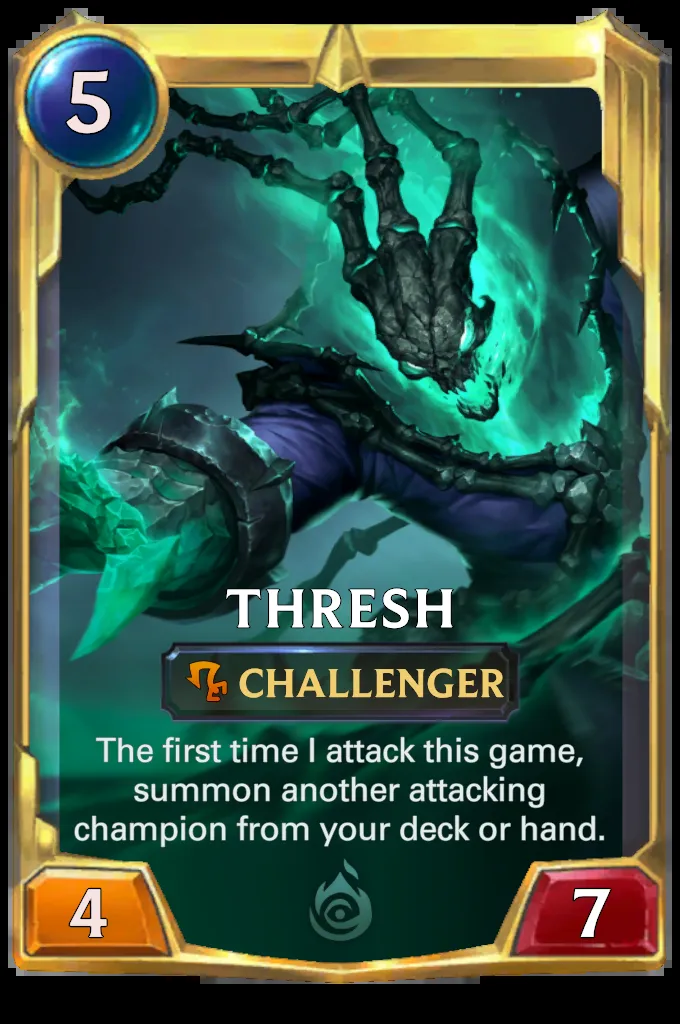 5
THRESH
CHALLENGER
The first time I attack this game,
summon another attacking
champion from your deck or hand.
4
7